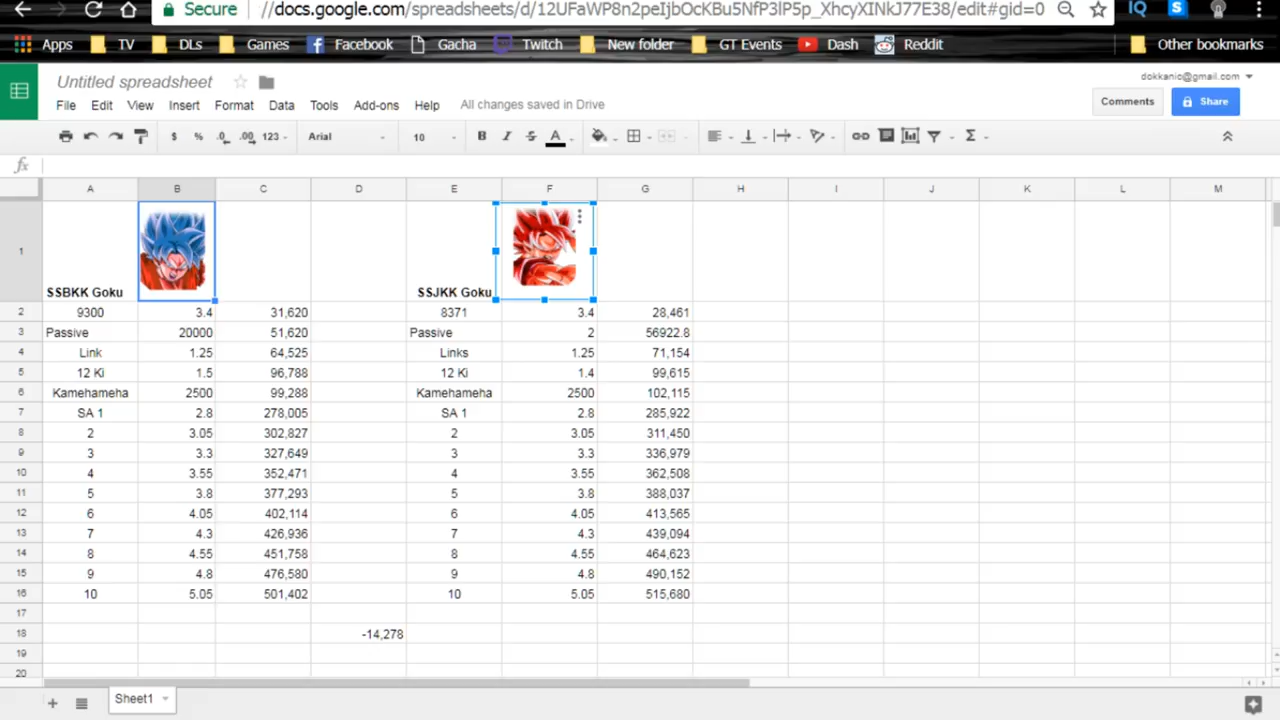 Secure //docs.google.com/spreadsheets/d/12UFaWP8n2peIjbOcKBu5NfP3lP5p_XhcyXINkJ77E38/edit#gid=0 IQ S
Apps TV DLs Games Facebook Gacha Twitch New folder GT Events Dash Reddit Other bookmarks
Untitled spreadsheet dokkanic@gmail.com
File Edit View Insert Format Data Tools Add-ons Help All changes saved in Drive Comments Share
$ % .0 .00 123 Arial 10 B I S A Σ
fx
A B C D E F G H I J K L M
1 SSBKK Goku SSJKK Goku
2 9300 3.4 31,620 8371 3.4 28,461
3 Passive 20000 51,620 Passive 2 56922.8
4 Link 1.25 64,525 Links 1.25 71,154
5 12 Ki 1.5 96,788 12 Ki 1.4 99,615
6 Kamehameha 2500 99,288 Kamehameha 2500 102,115
7 SA 1 2.8 278,005 SA 1 2.8 285,922
8 2 3.05 302,827 2 3.05 311,450
9 3 3.3 327,649 3 3.3 336,979
10 4 3.55 352,471 4 3.55 362,508
11 5 3.8 377,293 5 3.8 388,037
12 6 4.05 402,114 6 4.05 413,565
13 7 4.3 426,936 7 4.3 439,094
14 8 4.55 451,758 8 4.55 464,623
15 9 4.8 476,580 9 4.8 490,152
16 10 5.05 501,402 10 5.05 515,680
17
18 -14,278
19
20
Sheet1